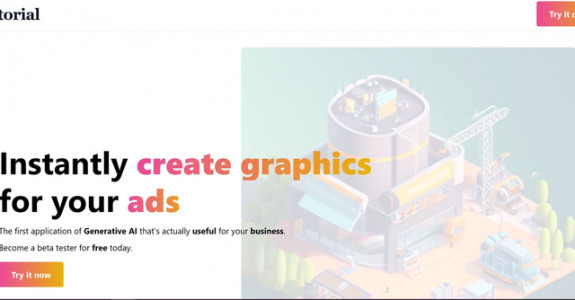 torial
Try it n
Instantly create graphics
for your ads
The first application of Generative AI that's actually useful for your business.
Become a beta tester for free today.
Try it now